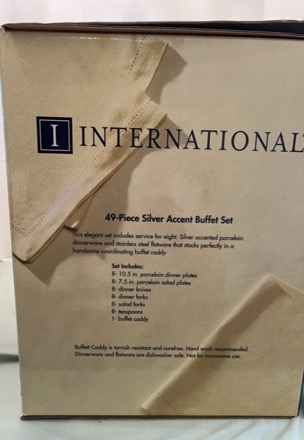 I INTERNATIONAL
49-Piece Silver Accent Buffet Set
This elegant set includes service for eight: Silver accented porcelain
dinnerware and stainless steel flatware that stacks perfectly in a
handsome coordinating buffet caddy
Set Includes:
8- 10.5 in. porcelain dinner plates
8- 7.5 in. porcelain salad plates
8- dinner knives
8- dinner forks
8- salad forks
8- teaspoons
1- buffet caddy
Buffet Caddy is tarnish resistant and carefree. Hand wash recommended.
Dinnerware and flatware are dishwasher safe. Not for microwave use.